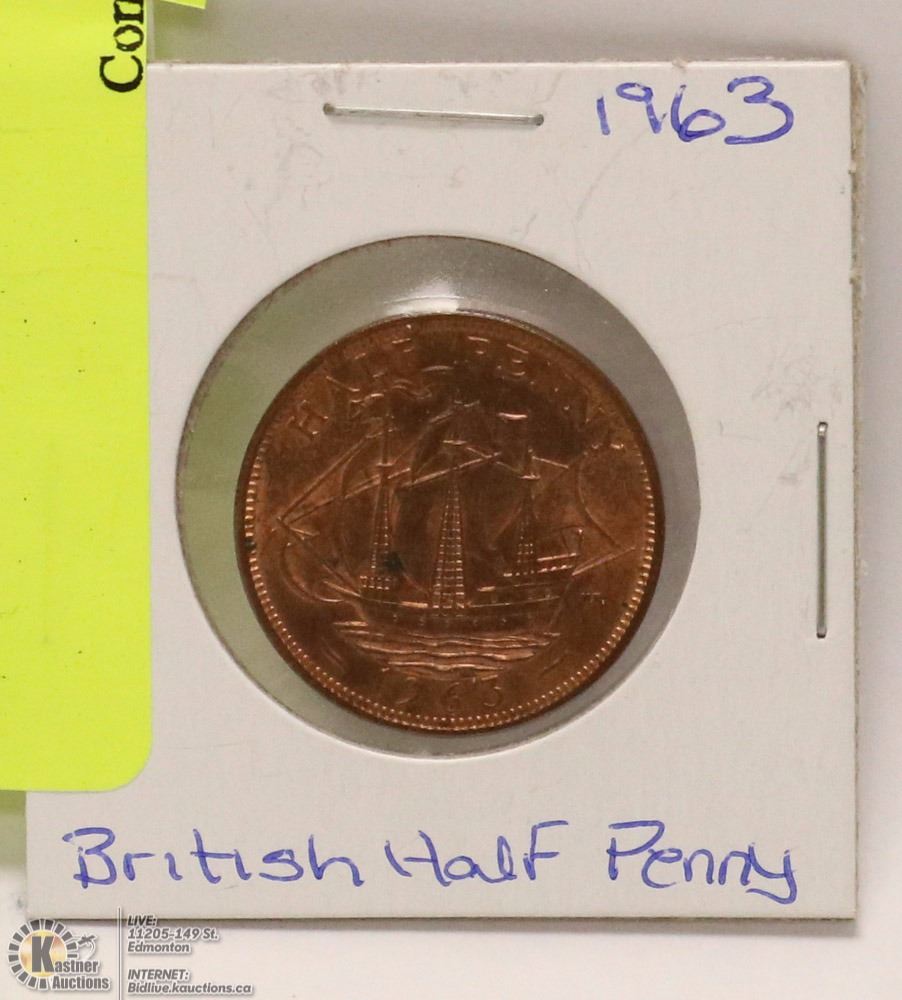 Con
1963
HALF PENNY
1963
British Half Penny
Kastner
Auctions
LIVE:
11205-149 St.
Edmonton
INTERNET:
Bidlive.kauctions.ca